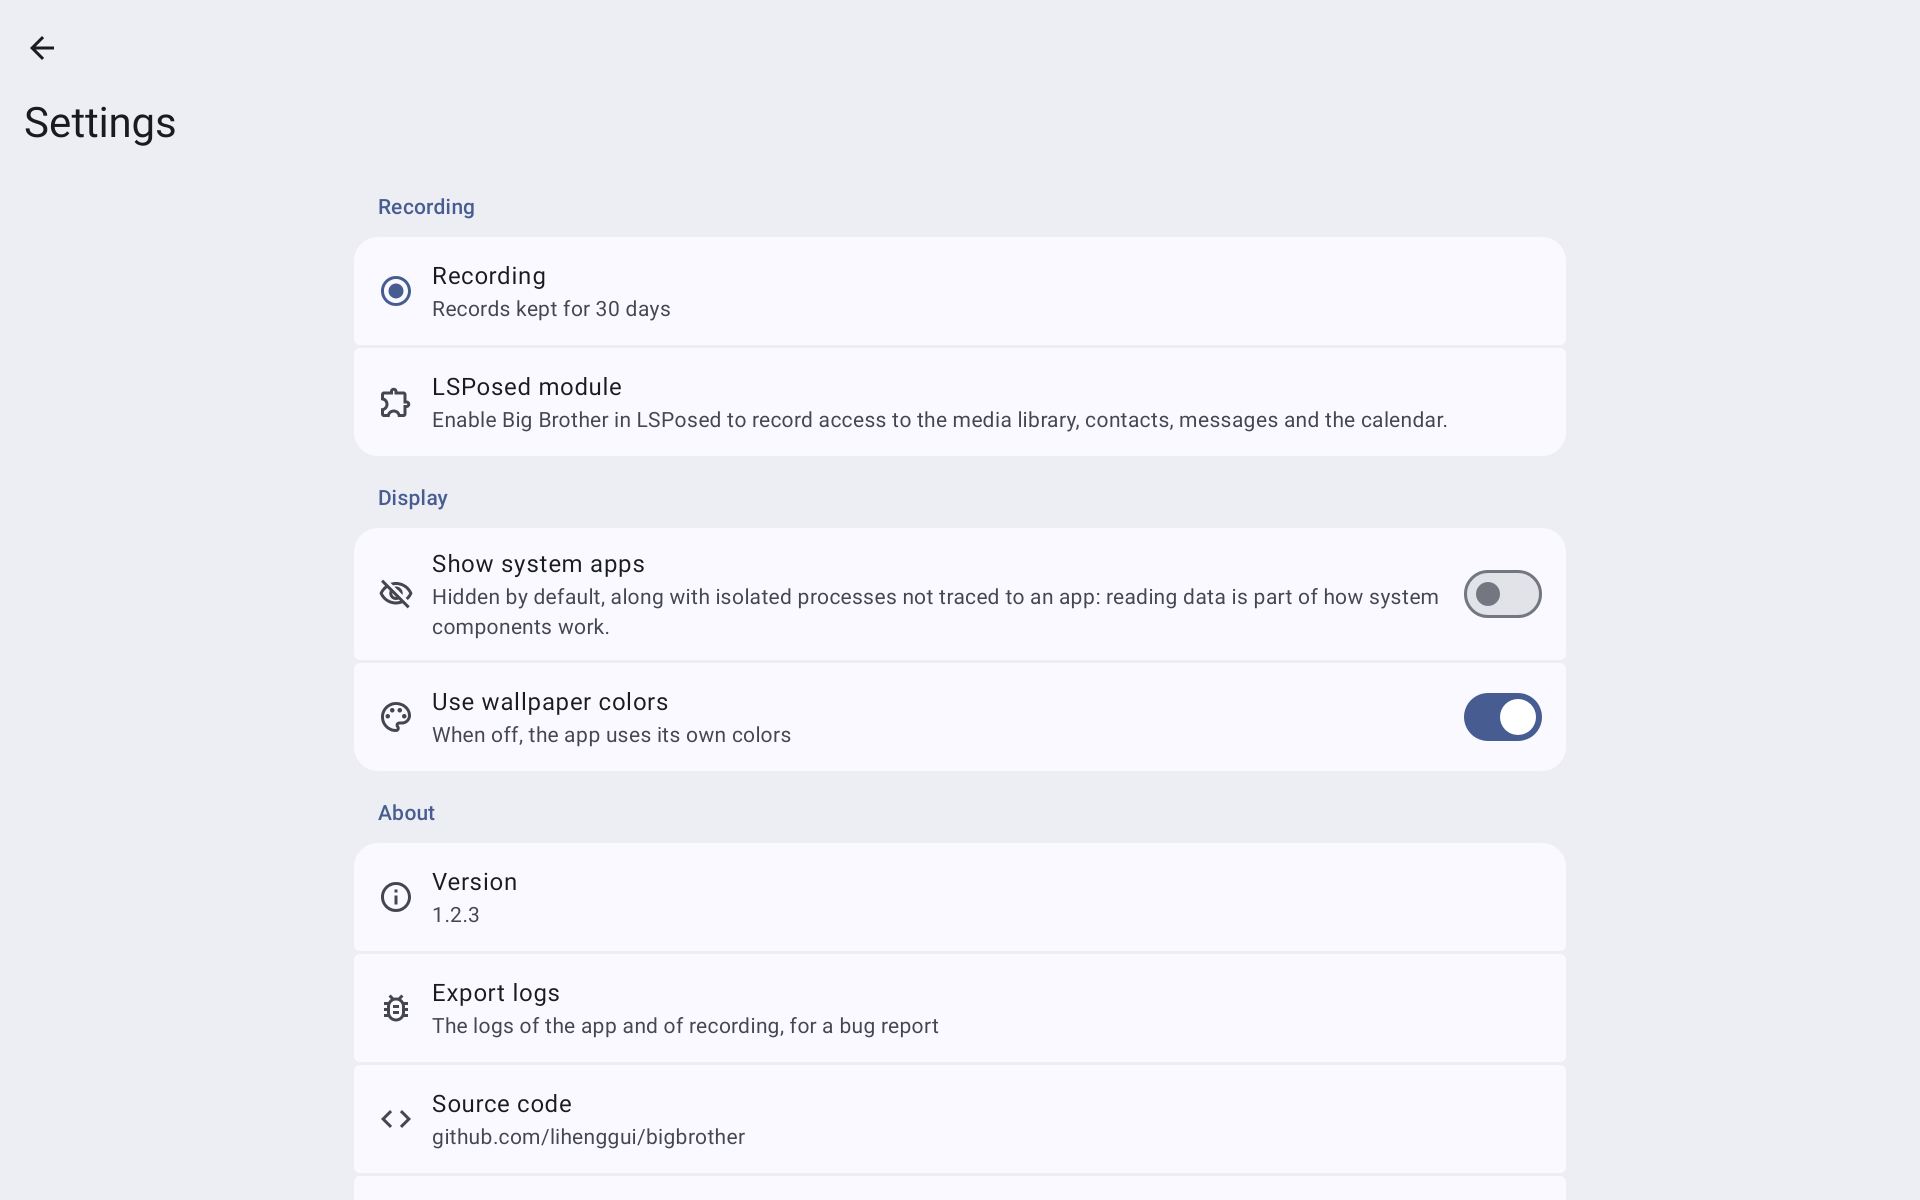 Settings
Recording
Recording
Records kept for 30 days
LSPosed module
Enable Big Brother in LSPosed to record access to the media library, contacts, messages and the calendar.
Display
Show system apps
Hidden by default, along with isolated processes not traced to an app: reading data is part of how system
components work.
Use wallpaper colors
When off, the app uses its own colors
About
Version
1.2.3
Export logs
The logs of the app and of recording, for a bug report
Source code
github.com/lihenggui/bigbrother